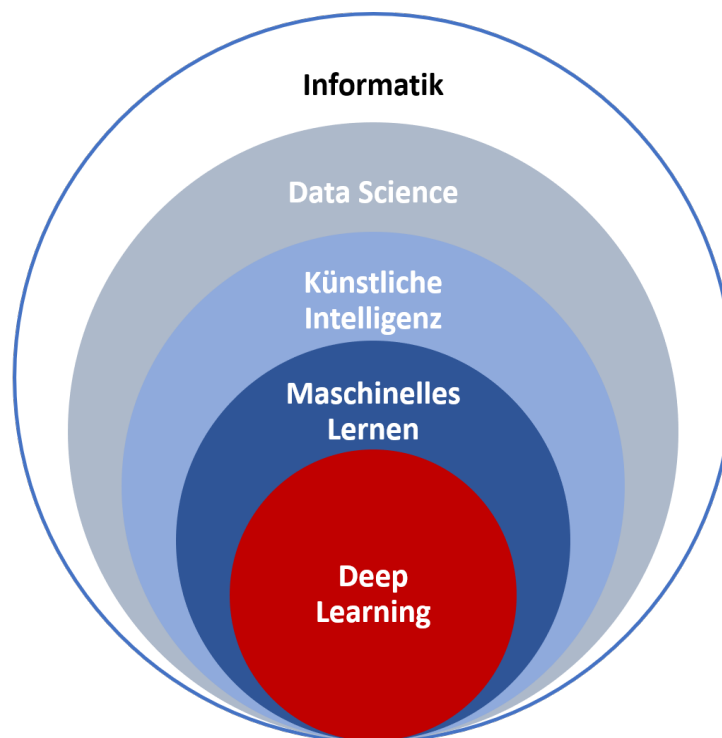 Informatik
Data Science
Künstliche
Intelligenz
Maschinelles
Lernen
Deep
Learning